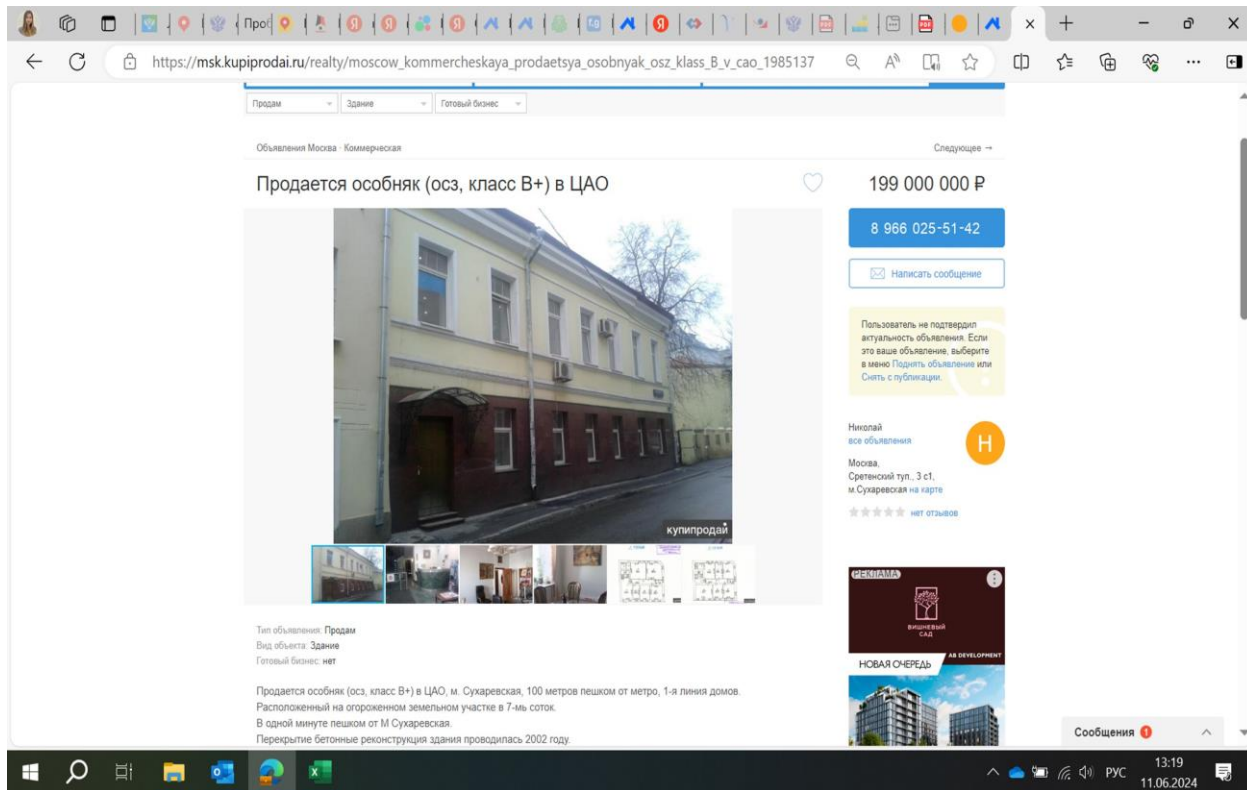 Проб
https://msk.kupiprodai.ru/realty/moscow_kommercheskaya_prodaetsya_osobnyak_osz_klass_B_v_cao_1985137
Продам
Здание
Готовый бизнес
Объявления Москва · Коммерческая
Следующее →
Продается особняк (осз, класс В+) в ЦАО
199 000 000 ₽
8 966 025-51-42
Написать сообщение
Пользователь не подтвердил
актуальность объявления. Если
это ваше объявление, выберите
в меню Поднять объявление или
Снять с публикации.
Николай
все объявления
Н
Москва,
Сретенский туп., 3 с1,
м.Сухаревская на карте
нет отзывов
купипродай
РЕКЛАМА
ВИШНЕВЫЙ
САД
AB DEVELOPMENT
НОВАЯ ОЧЕРЕДЬ
Тип объявления: Продам
Вид объекта: Здание
Готовый бизнес: нет
Продается особняк (осз, класс В+) в ЦАО, м. Сухаревская, 100 метров пешком от метро, 1-я линия домов.
Расположенный на огороженном земельном участке в 7-мь соток.
В одной минуте пешком от М Сухаревская.
Перекрытие бетонные реконструкция здания проводилась 2002 году.
Сообщения 1
РУС
13:19
11.06.2024